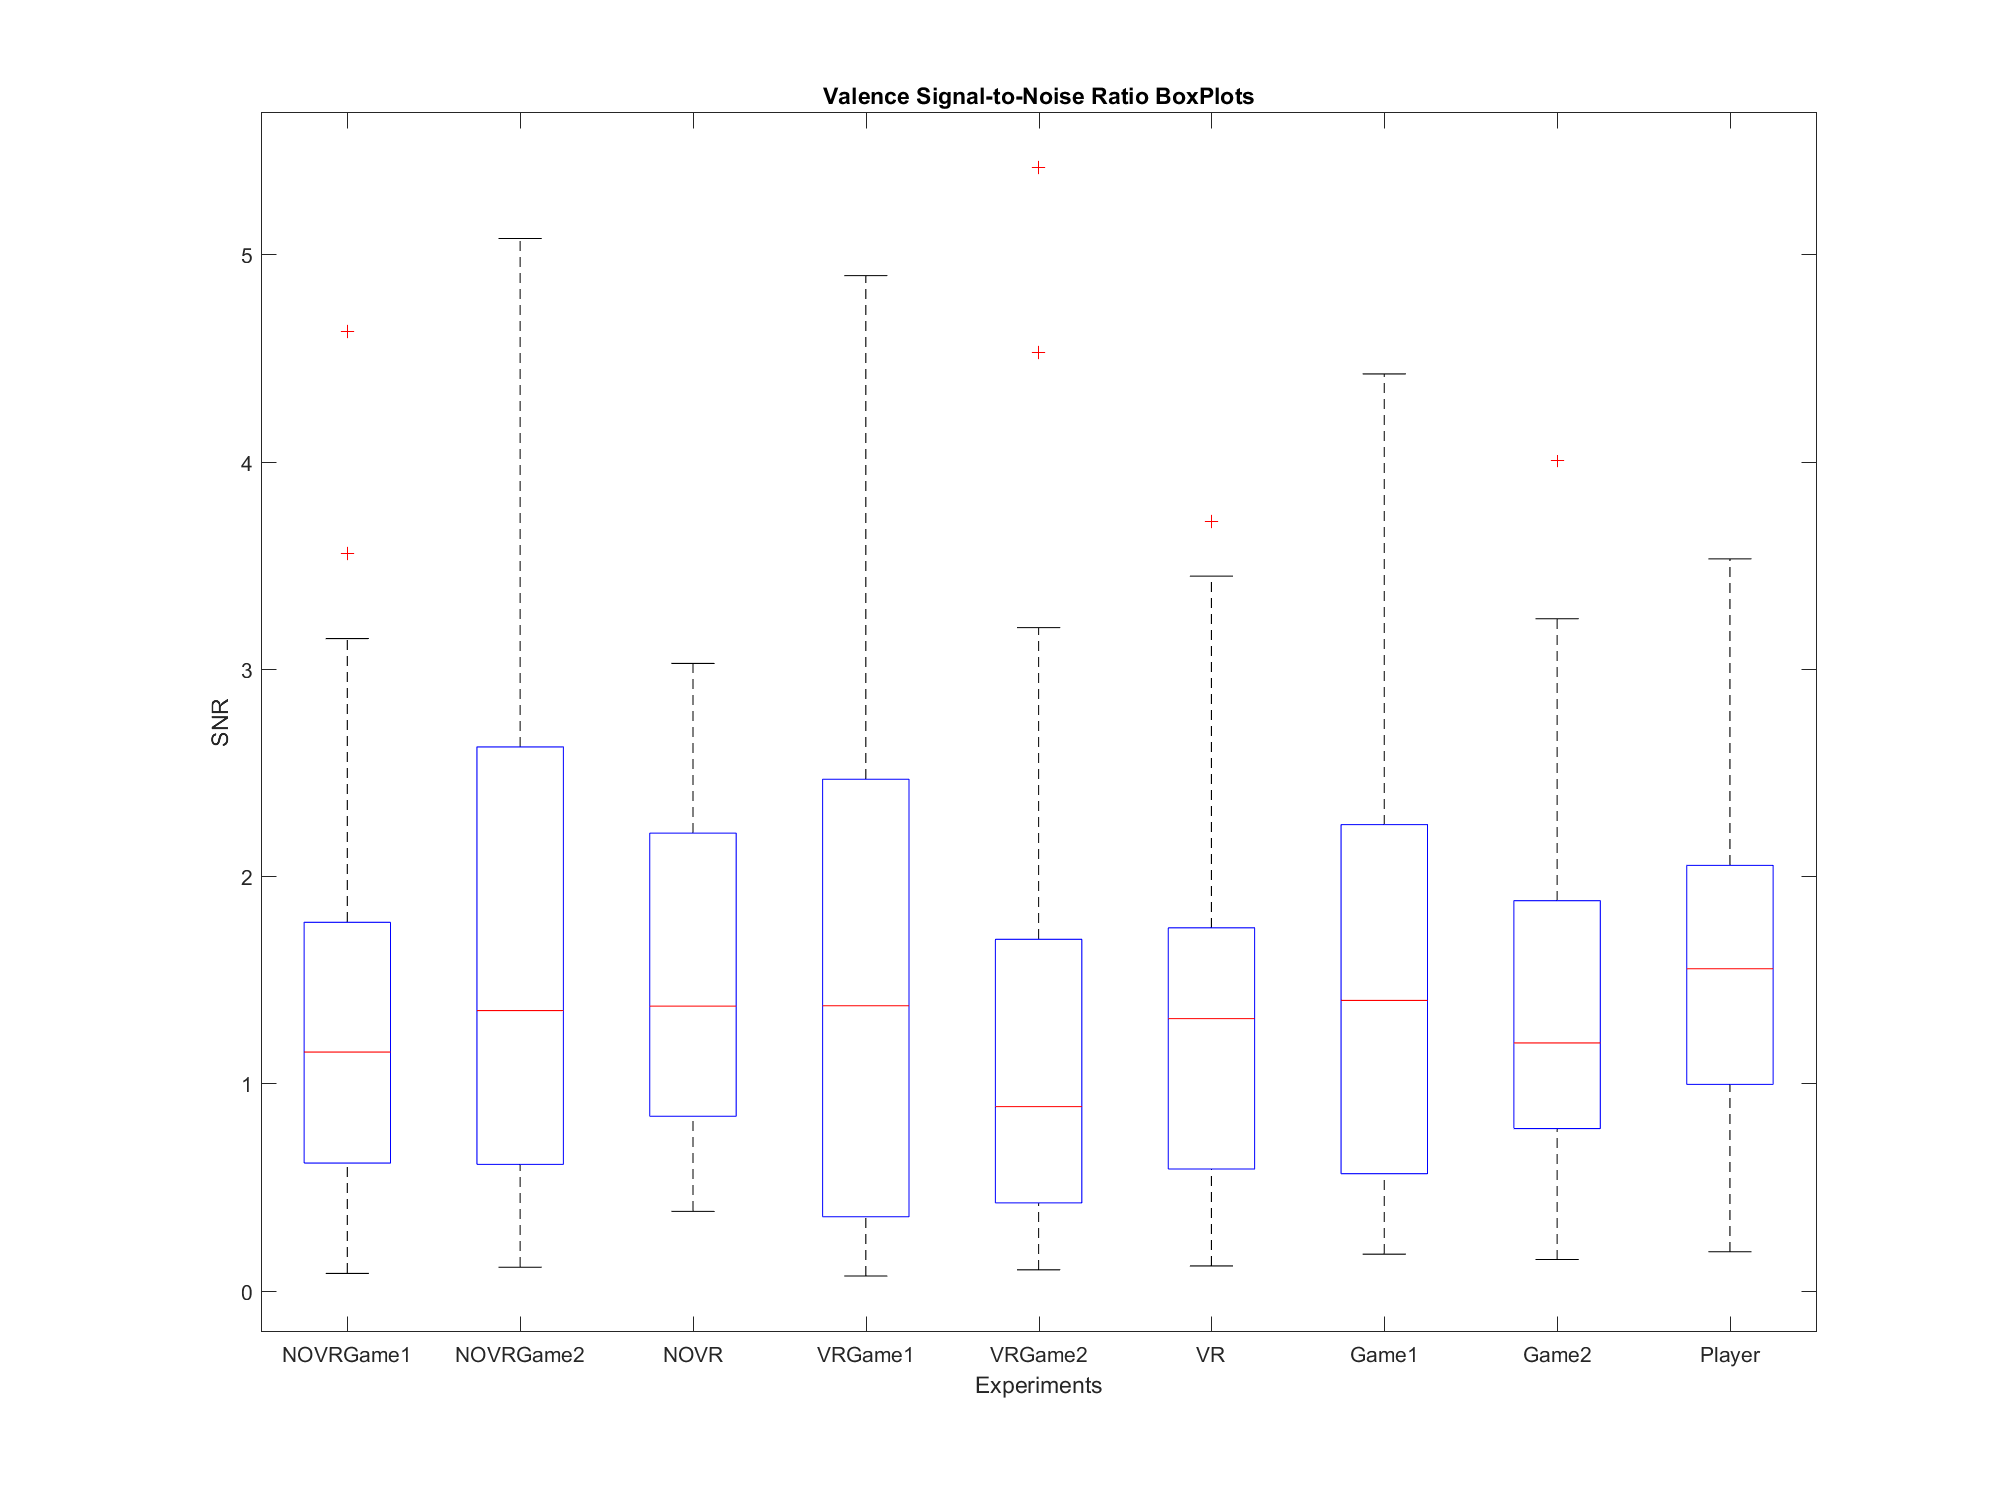 Valence Signal-to-Noise Ratio BoxPlots
5
4
3
2
1
0
SNR
NOVRGame1 NOVRGame2 NOVR VRGame1 VRGame2 VR Game1 Game2 Player
Experiments